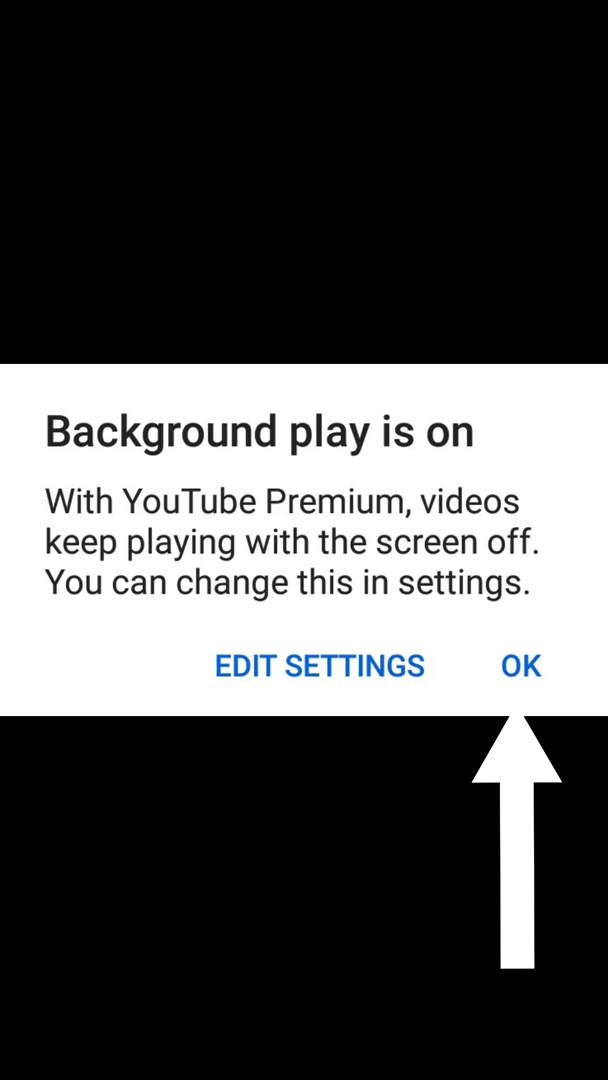 Background play is on
With YouTube Premium, videos
keep playing with the screen off.
You can change this in settings.
EDIT SETTINGS OK